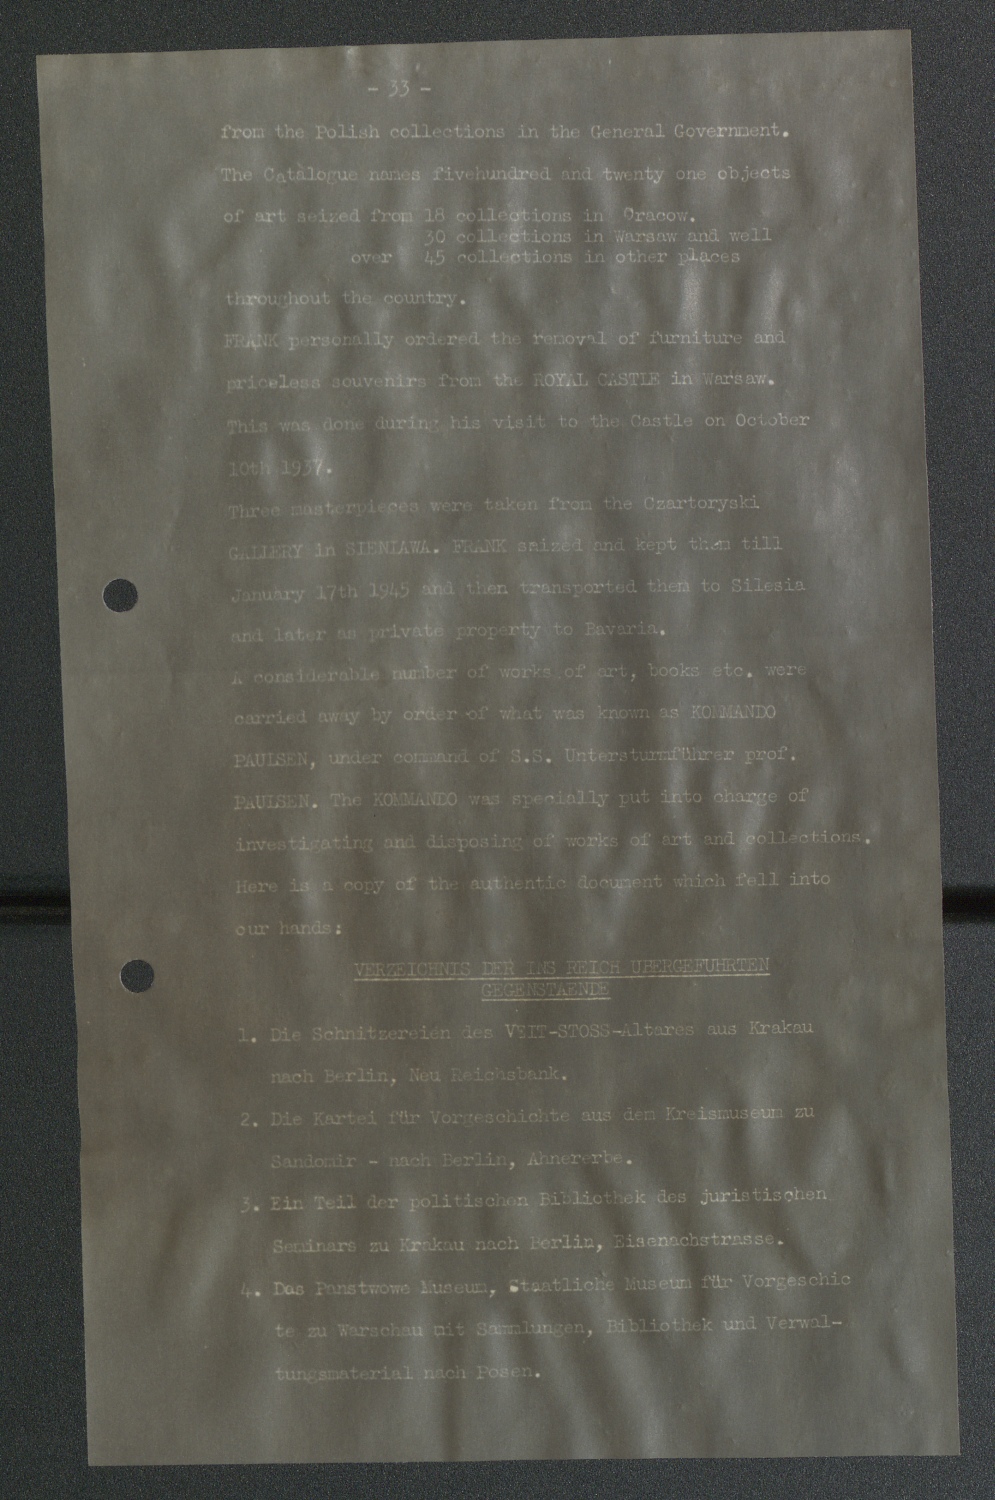 - 33 -
from the Polish collections in the General Government.
The Catalogue names fivehundred and twenty one objects
of art seized from 18 collections in Cracow.
30 collections in Warsaw and well
over 45 collections in other places
throughout the country.
FRANK personally ordered the removal of furniture and
priceless souvenirs from the ROYAL CASTLE in Warsaw.
This was done during his visit to the Castle on October
10th 1937.
Three masterpieces were taken from the Czartoryski
GALLERY in SIENIAWA. FRANK seized and kept them till
January 17th 1945 and then transported them to Silesia
and later as private property to Bavaria.
A considerable number of works of art, books etc. were
carried away by order of what was known as KOMMANDO
PAULSEN, under command of S.S. Untersturmführer prof.
PAULSEN. The KOMMANDO was specially put into charge of
investigating and disposing of works of art and collections.
Here is a copy of the authentic document which fell into
our hands:
VERZEICHNIS DER INS REICH UBERGEFUHRTEN
GEGENSTAENDE
1. Die Schnitzereien des VEIT-STOSS-Altares aus Krakau
nach Berlin, Neu Reichsbank.
2. Die Kartei für Vorgeschichte aus dem Kreismuseum zu
Sandomir - nach Berlin, Ahnererbe.
3. Ein Teil der politischen Bibliothek des juristischen
Seminars zu Krakau nach Berlin, Eisenachstrasse.
4. Das Panstwowe Museum, Staatliche Museum für Vorgeschic
te zu Warschau mit Sammlungen, Bibliothek und Verwal-
tungsmaterial nach Posen.